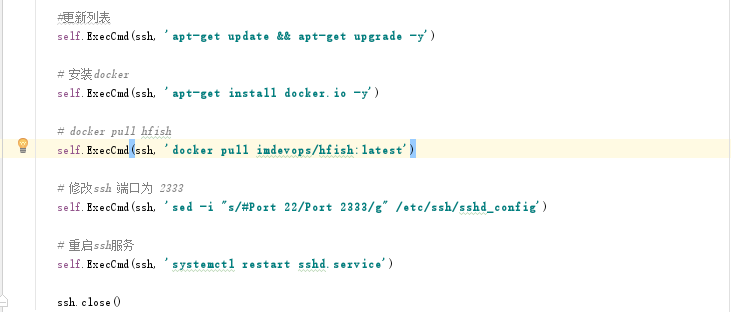 #更新列表
self.ExecCmd(ssh, 'apt-get update && apt-get upgrade -y')
# 安装docker
self.ExecCmd(ssh, 'apt-get install docker.io -y')
# docker pull hfish
self.ExecCmd(ssh, 'docker pull imdevops/hfish:latest')
# 修改ssh 端口为 2333
self.ExecCmd(ssh, 'sed -i "s/#Port 22/Port 2333/g" /etc/ssh/sshd_config')
# 重启ssh服务
self.ExecCmd(ssh, 'systemctl restart sshd.service')
ssh.close()